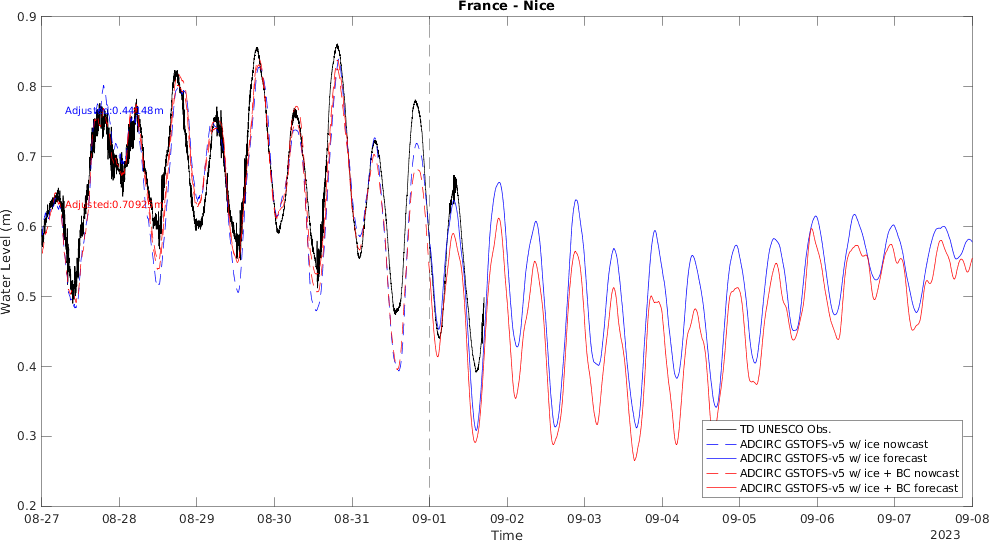 France - Nice
0.9
0.8
0.7
0.6
0.5
0.4
0.3
0.2
Water Level (m)
Adjusted:0.44148m
TD UNESCO Obs.
ADCIRC GSTOFS-v5 w/ ice nowcast
ADCIRC GSTOFS-v5 w/ ice forecast
ADCIRC GSTOFS-v5 w/ ice + BC nowcast
ADCIRC GSTOFS-v5 w/ ice + BC forecast
08-27 08-28 08-29 08-30 08-31 09-01 09-02 09-03 09-04 09-05 09-06 09-07 09-08
Time
2023